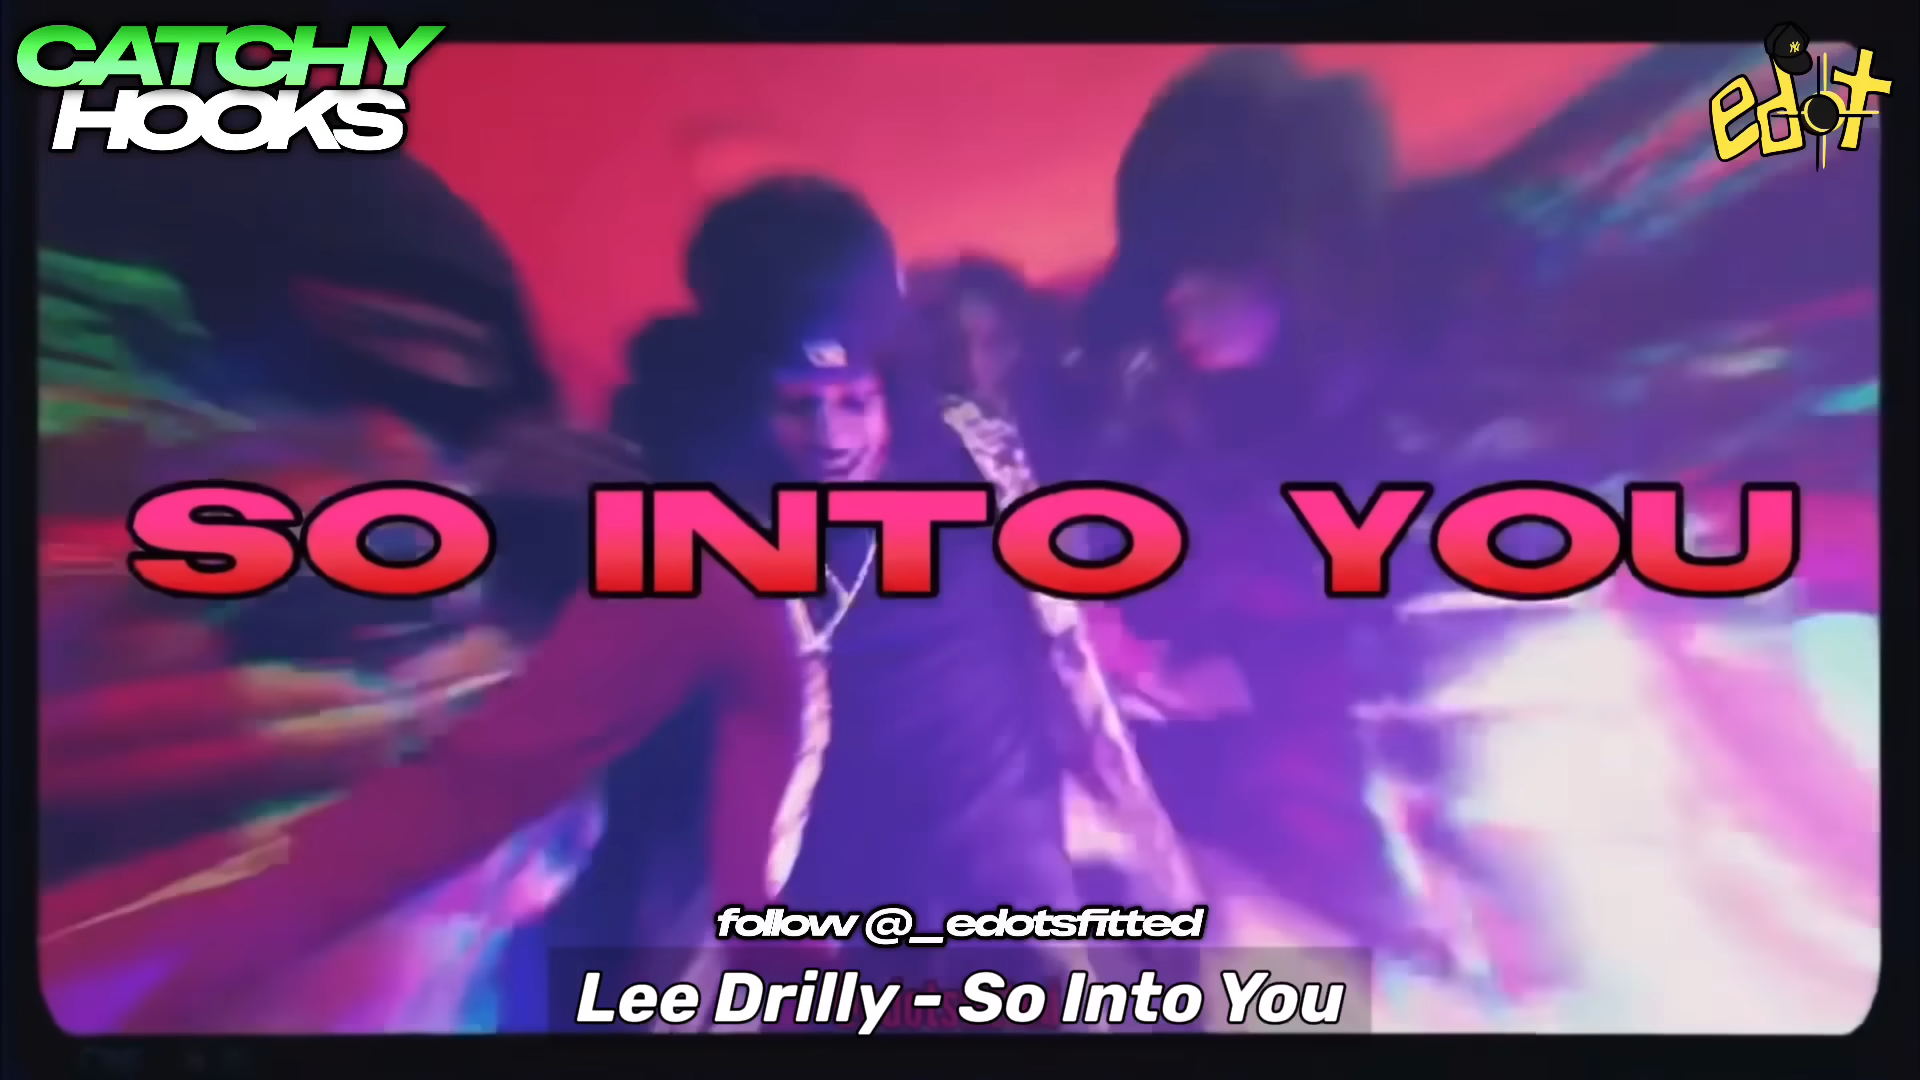 CATCHY
HOOKS
edot
SO INTO YOU
follow @_edotsfitted
Lee Drilly - So Into You